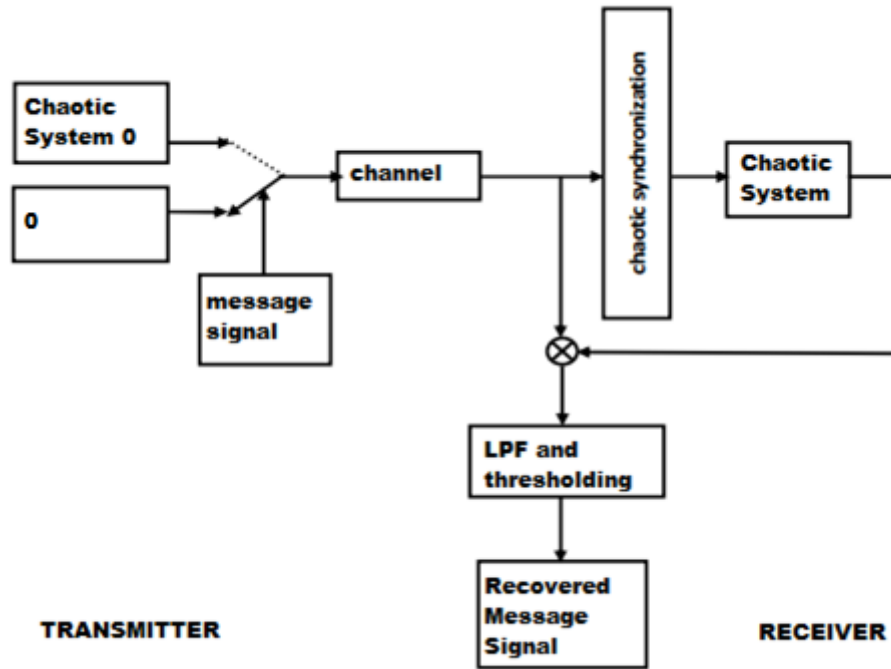 Chaotic
System 0
0
message
signal
channel
chaotic synchronization
Chaotic
System
LPF and
thresholding
Recovered
Message
Signal
TRANSMITTER
RECEIVER